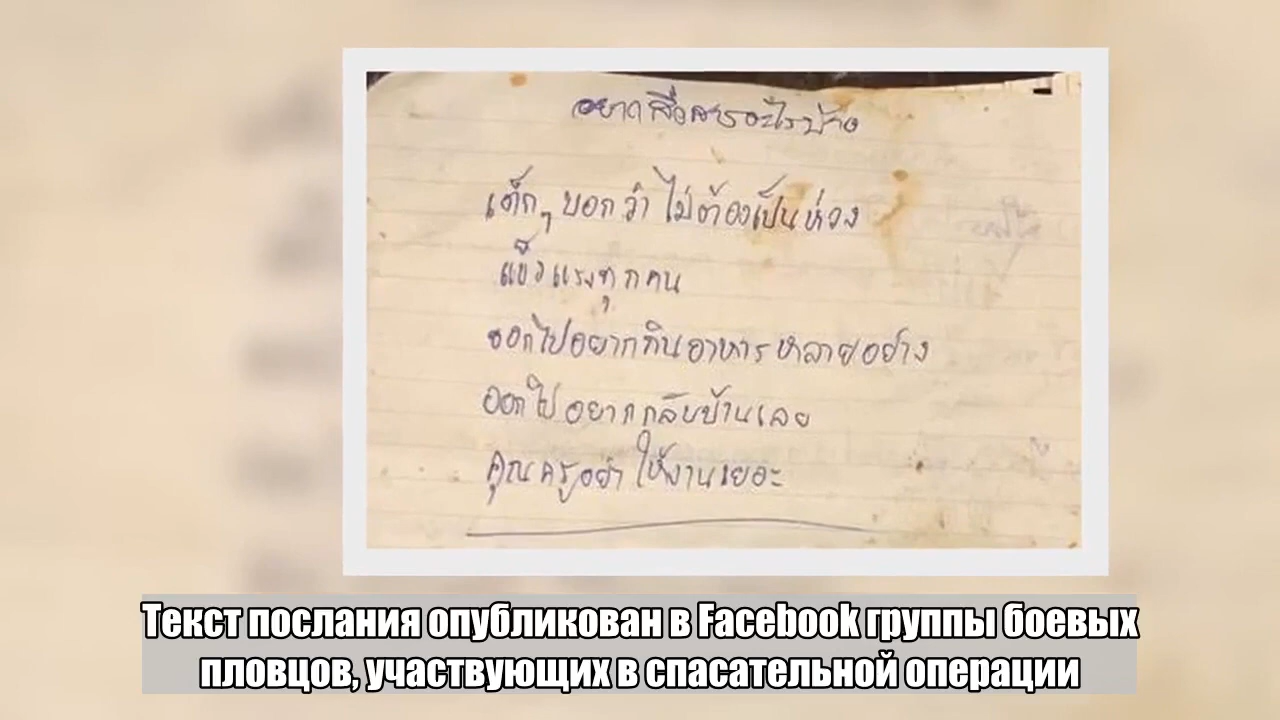 อยากสื่อสารอะไรบ้าง
เด็กๆ บอกว่า ไม่ต้องเป็นห่วง
แข็งแรงทุกคน
ออกไปอยากกินอาหารหลายอย่าง
ออกไปอยากกลับบ้านเลย
คุณครูอย่าให้งานเยอะ
Текст послания опубликован в Facebook группы боевых
пловцов, участвующих в спасательной операции